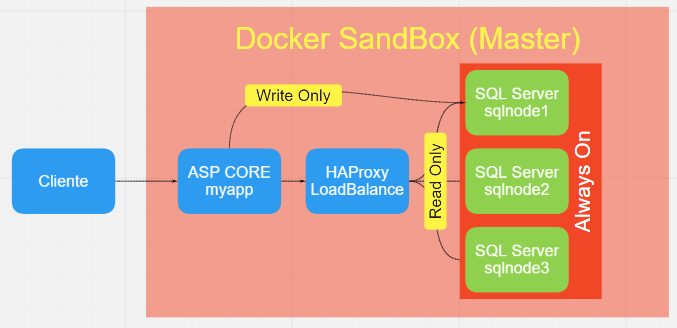 Docker SandBox (Master)
Write Only
SQL Server
sqlnode1
Cliente
ASP CORE
myapp
HAProxy
LoadBalance
Read Only
SQL Server
sqlnode2
Always On
SQL Server
sqlnode3